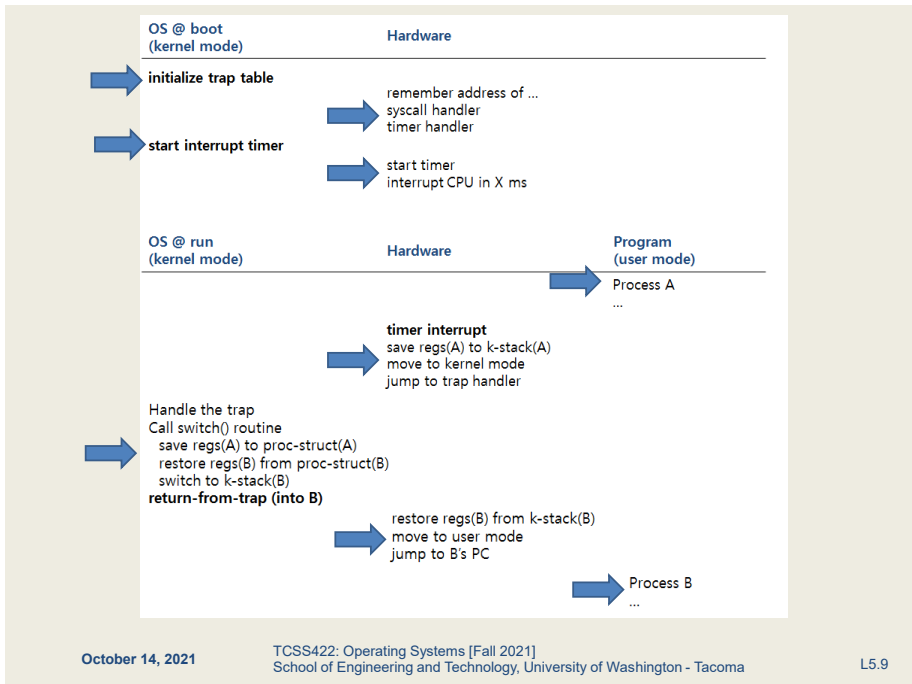 OS @ boot
(kernel mode)
Hardware
initialize trap table
remember address of …
syscall handler
timer handler
start interrupt timer
start timer
interrupt CPU in X ms
OS @ run
(kernel mode)
Hardware
Program
(user mode)
Process A
…
timer interrupt
save regs(A) to k-stack(A)
move to kernel mode
jump to trap handler
Handle the trap
Call switch() routine
save regs(A) to proc-struct(A)
restore regs(B) from proc-struct(B)
switch to k-stack(B)
return-from-trap (into B)
restore regs(B) from k-stack(B)
move to user mode
jump to B's PC
Process B
…
October 14, 2021
TCSS422: Operating Systems [Fall 2021]
School of Engineering and Technology, University of Washington - Tacoma
L5.9